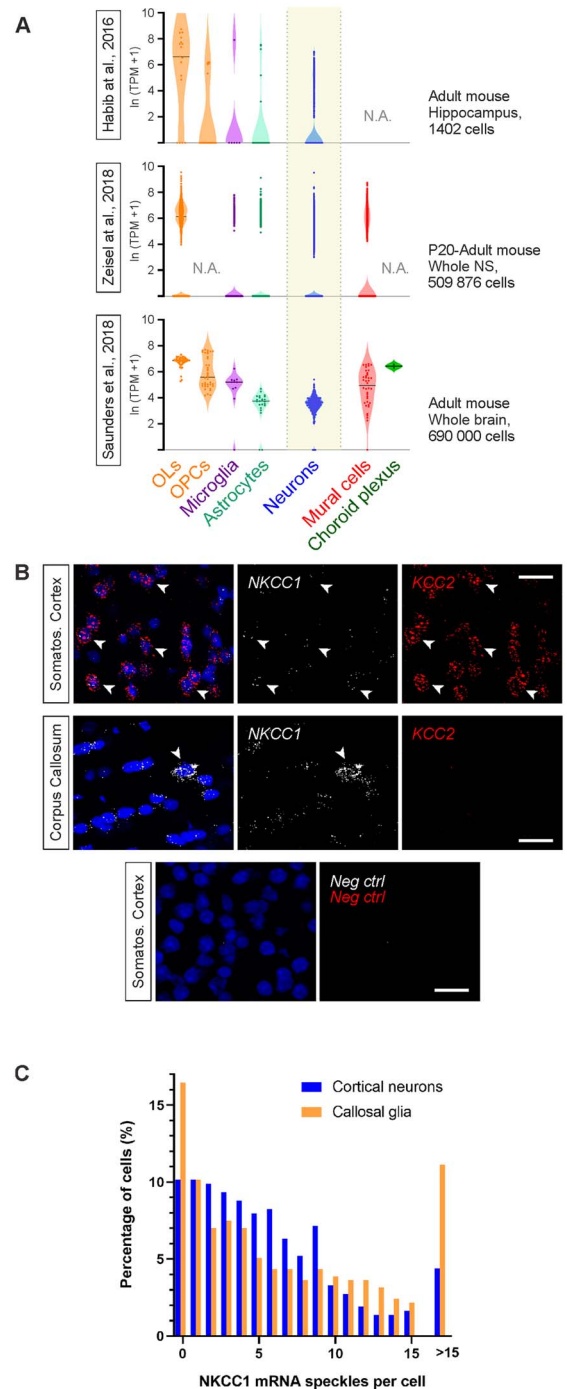 A
Habib at al., 2016
ln (TPM +1)
10
8
6
4
2
N.A.
Adult mouse
Hippocampus,
1402 cells
Zeisel at al., 2018
ln (TPM +1)
10
8
6
4
2
N.A.
N.A.
P20-Adult mouse
Whole NS,
509 876 cells
Saunders et al., 2018
ln (TPM +1)
10
8
6
4
2
0
Adult mouse
Whole brain,
690 000 cells
OLs
OPCs
Microglia
Astrocytes
Neurons
Mural cells
Choroid plexus
B
Somatos. Cortex
NKCC1
KCC2
Corpus Callosum
NKCC1
KCC2
Somatos. Cortex
Neg ctrl
Neg ctrl
C
Percentage of cells (%)
15
10
5
0
Cortical neurons
Callosal glia
0 5 10 15 >15
NKCC1 mRNA speckles per cell